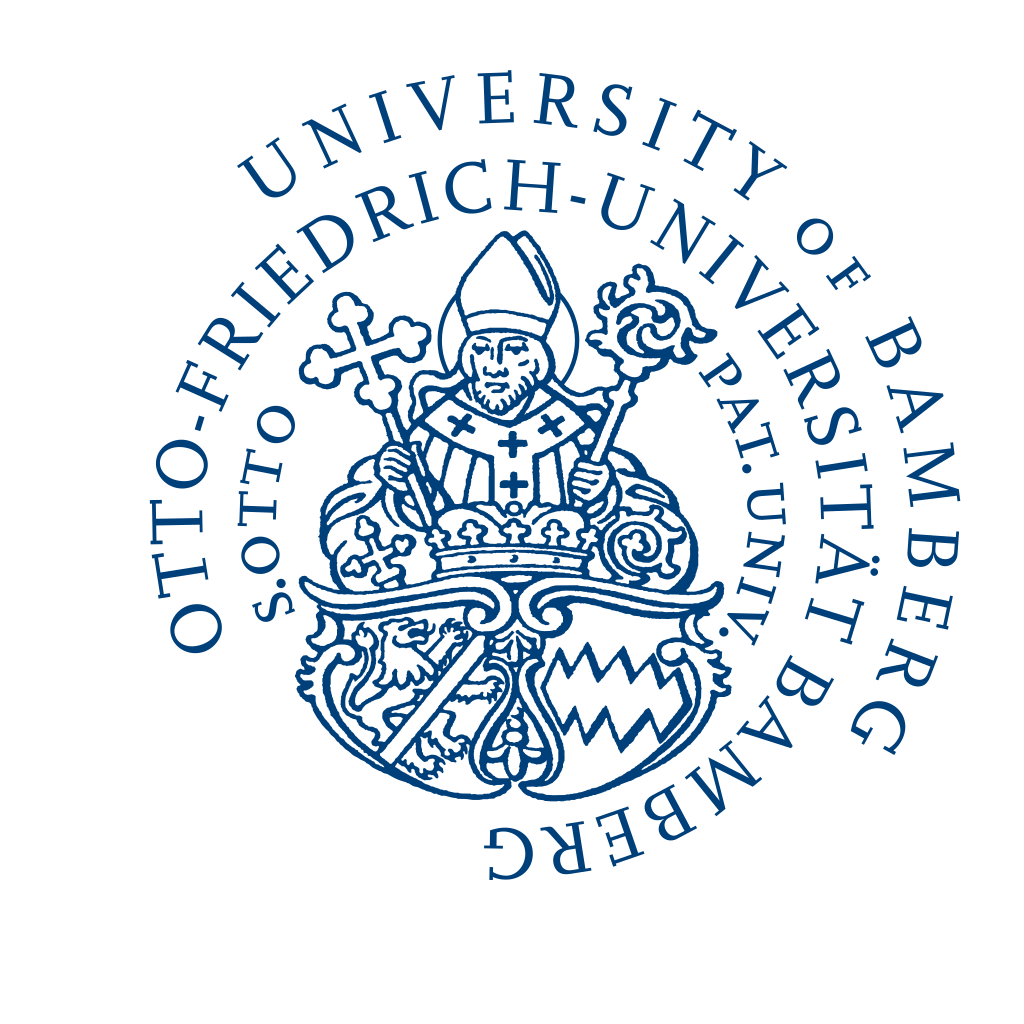 UNIVERSITY OF BAMBERG
OTTO-FRIEDRICH-UNIVERSITÄT BAMBERG
S.OTTO
PAT.UNIV.